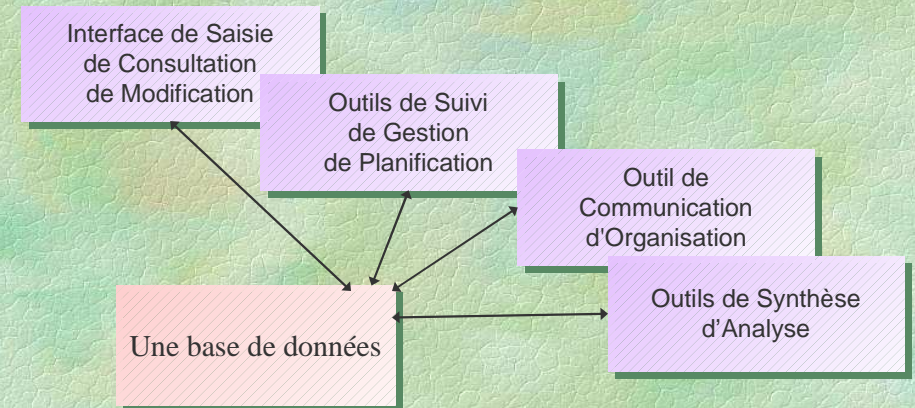 Interface de Saisie
de Consultation
de Modification
Outils de Suivi
de Gestion
de Planification
Outil de
Communication
d'Organisation
Outils de Synthèse
d’Analyse
Une base de données